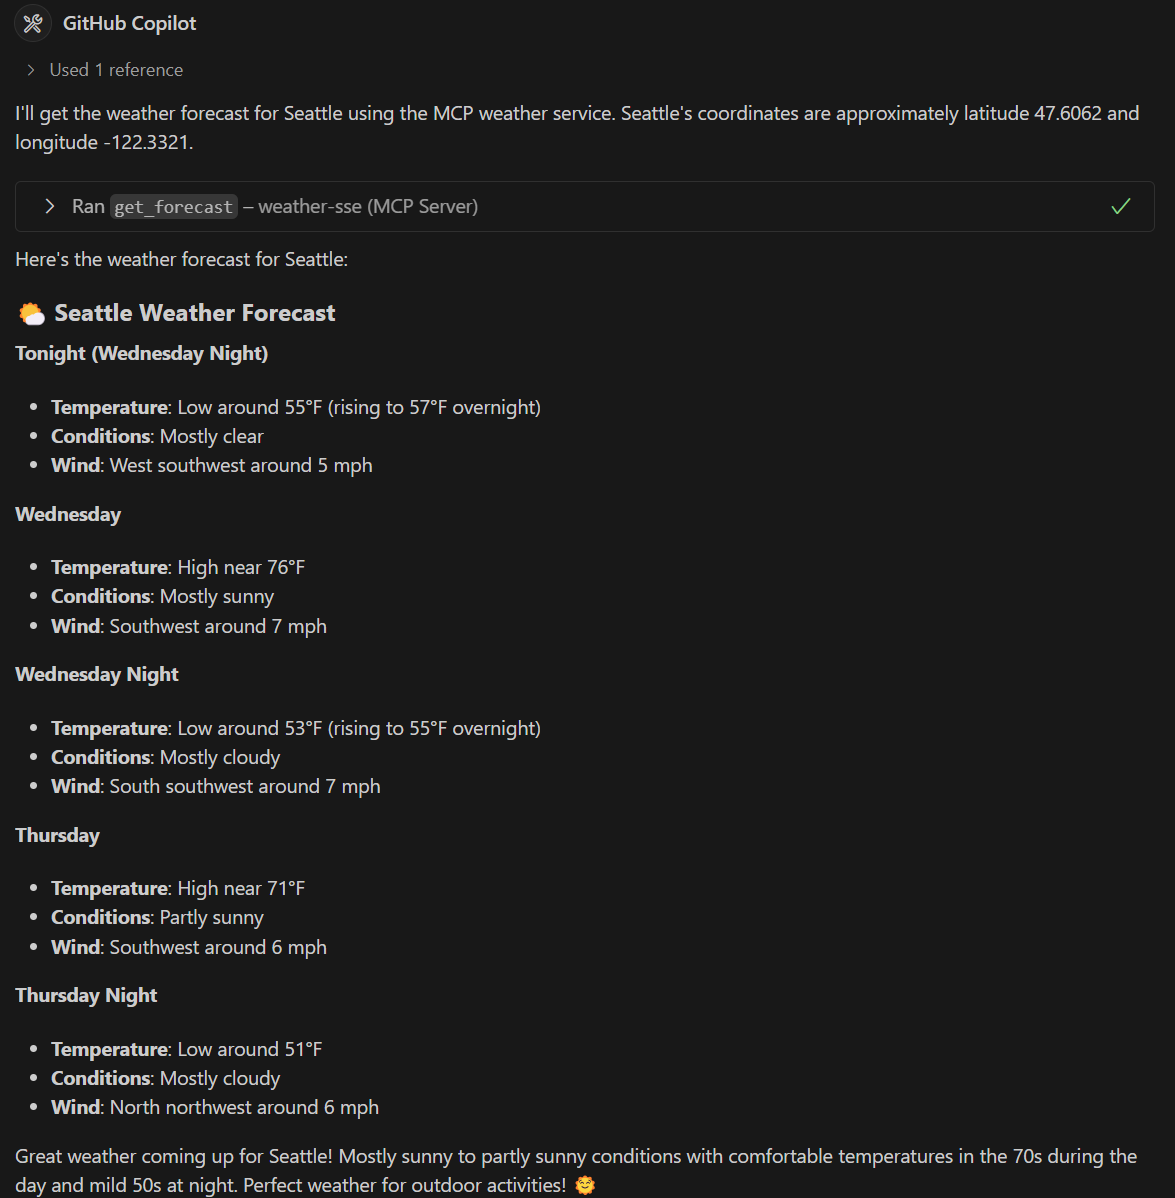 GitHub Copilot
Used 1 reference
I'll get the weather forecast for Seattle using the MCP weather service. Seattle's coordinates are approximately latitude 47.6062 and
longitude -122.3321.
Ran get_forecast – weather-sse (MCP Server)
Here's the weather forecast for Seattle:
🌤️ Seattle Weather Forecast
Tonight (Wednesday Night)
• Temperature: Low around 55°F (rising to 57°F overnight)
• Conditions: Mostly clear
• Wind: West southwest around 5 mph
Wednesday
• Temperature: High near 76°F
• Conditions: Mostly sunny
• Wind: Southwest around 7 mph
Wednesday Night
• Temperature: Low around 53°F (rising to 55°F overnight)
• Conditions: Mostly cloudy
• Wind: South southwest around 7 mph
Thursday
• Temperature: High near 71°F
• Conditions: Partly sunny
• Wind: Southwest around 6 mph
Thursday Night
• Temperature: Low around 51°F
• Conditions: Mostly cloudy
• Wind: North northwest around 6 mph
Great weather coming up for Seattle! Mostly sunny to partly sunny conditions with comfortable temperatures in the 70s during the
day and mild 50s at night. Perfect weather for outdoor activities! 🌞